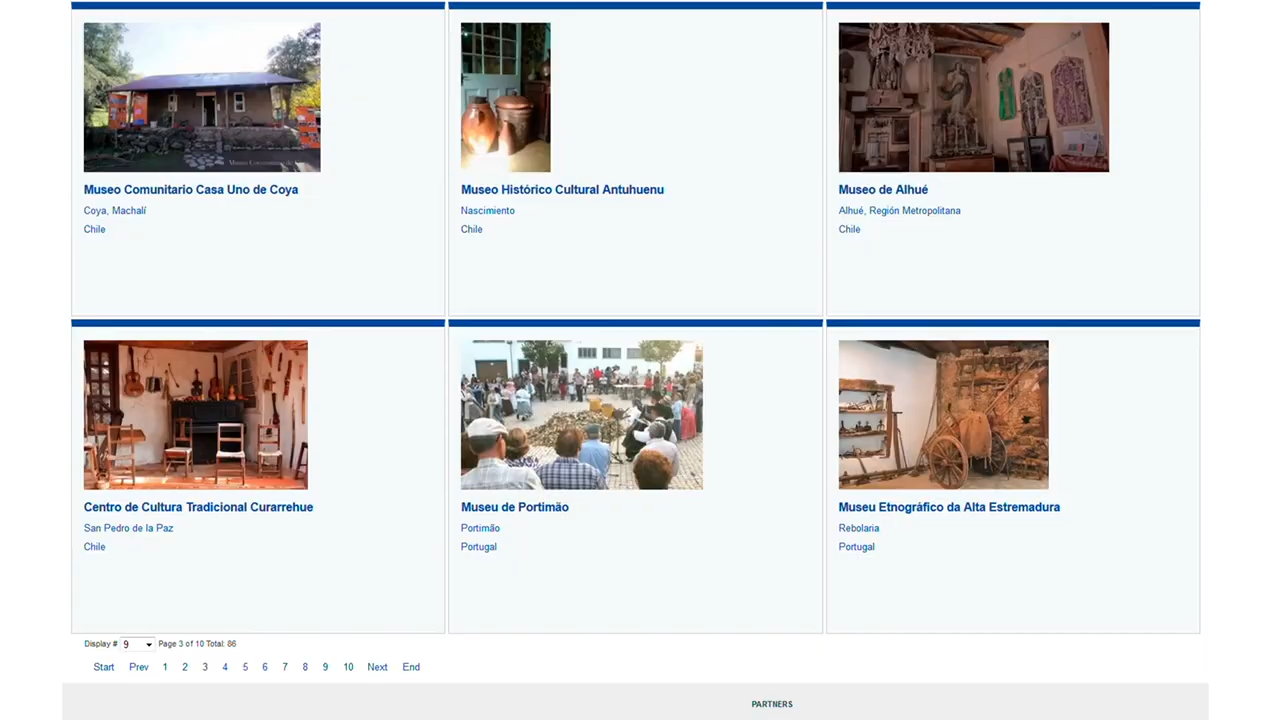 Museo Comunitario Casa Uno de Coya
Coya, Machalí
Chile
Museo Histórico Cultural Antuhuenu
Nascimiento
Chile
Museo de Alhué
Alhué, Región Metropolitana
Chile
Centro de Cultura Tradicional Curarrehue
San Pedro de la Paz
Chile
Museu de Portimão
Portimão
Portugal
Museu Etnográfico da Alta Estremadura
Rebolaria
Portugal
Display # 9 Page 3 of 10 Total: 86
Start Prev 1 2 3 4 5 6 7 8 9 10 Next End
PARTNERS